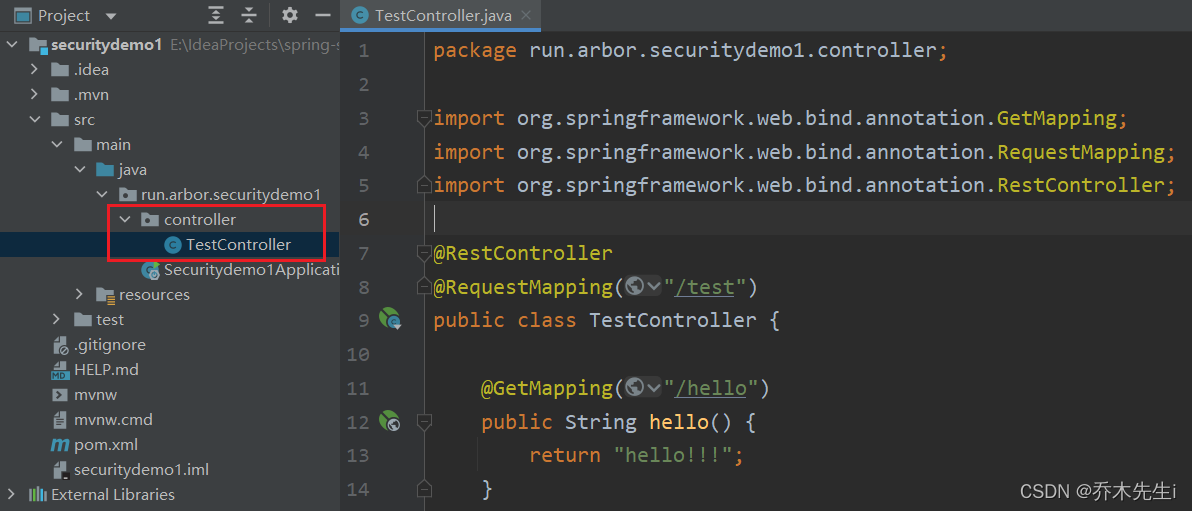 Project
securitydemo1 E:\IdeaProjects\spring-s
.idea
.mvn
src
main
java
run.arbor.securitydemo1
controller
TestController
Securitydemo1Applicati
resources
test
.gitignore
HELP.md
mvnw
mvnw.cmd
pom.xml
securitydemo1.iml
External Libraries
TestController.java
1 package run.arbor.securitydemo1.controller;
2
3 import org.springframework.web.bind.annotation.GetMapping;
4 import org.springframework.web.bind.annotation.RequestMapping;
5 import org.springframework.web.bind.annotation.RestController;
6
7 @RestController
8 @RequestMapping("/test")
9 public class TestController {
10
11 @GetMapping("/hello")
12 public String hello() {
13 return "hello!!!";
14 }
CSDN @乔木先生i